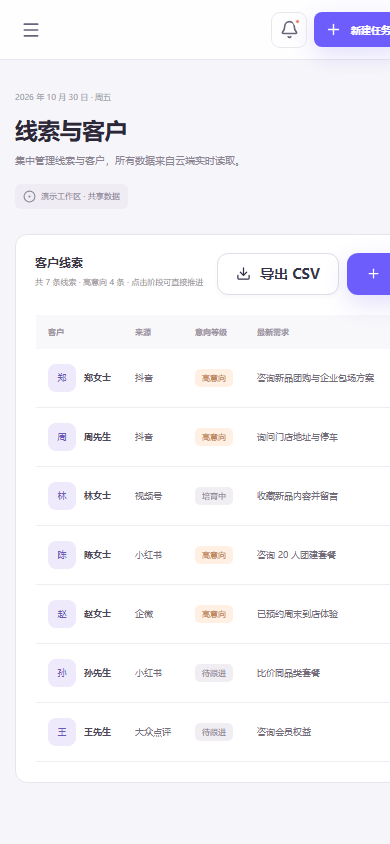 新建任务
2026 年 10 月 30 日 · 周五
线索与客户
集中管理线索与客户，所有数据来自云端实时读取。
演示工作区 · 共享数据
客户线索
共 7 条线索 · 高意向 4 条 · 点击阶段可直接推进
导出 CSV
客户 来源 意向等级 最新需求
郑 郑女士 抖音 高意向 咨询新品团购与企业包场方案
周 周先生 抖音 高意向 询问门店地址与停车
林 林女士 视频号 培育中 收藏新品内容并留言
陈 陈女士 小红书 高意向 咨询 20 人团建套餐
赵 赵女士 企微 高意向 已预约周末到店体验
孙 孙先生 小红书 待跟进 比价同品类套餐
王 王先生 大众点评 待跟进 咨询会员权益